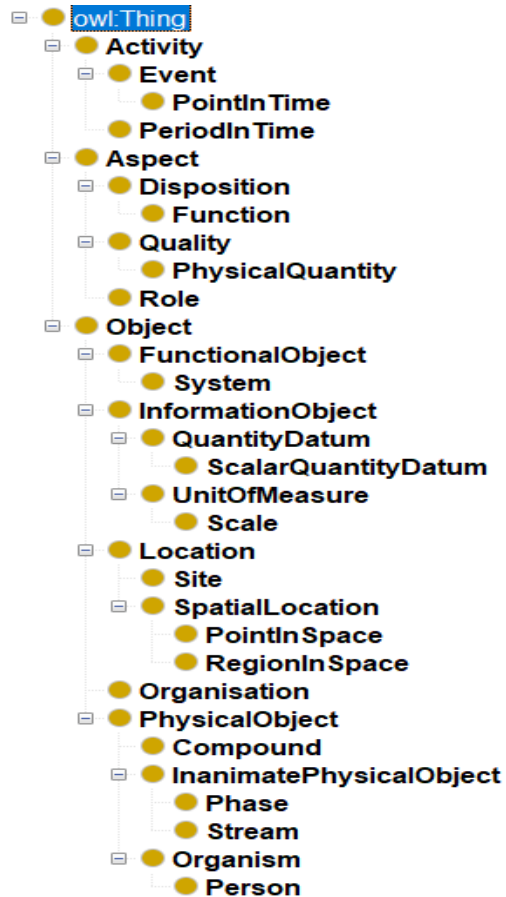 owl:Thing
Activity
Event
PointInTime
PeriodInTime
Aspect
Disposition
Function
Quality
PhysicalQuantity
Role
Object
FunctionalObject
System
InformationObject
QuantityDatum
ScalarQuantityDatum
UnitOfMeasure
Scale
Location
Site
SpatialLocation
PointInSpace
RegionInSpace
Organisation
PhysicalObject
Compound
InanimatePhysicalObject
Phase
Stream
Organism
Person